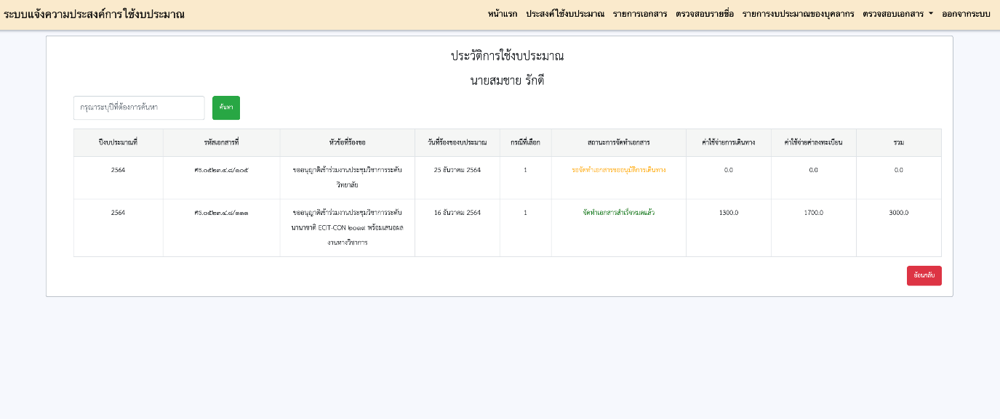 ระบบแจ้งความประสงค์การใช้งบประมาณ
หน้าแรก ประสงค์ใช้งบประมาณ รายการเอกสาร ตรวจสอบรายชื่อ รายการงบประมาณของบุคลากร ตรวจสอบเอกสาร ออกจากระบบ
ประวัติการใช้งบประมาณ
นายสมชาย รักดี
กรุณาระบุปีที่ต้องการค้นหา ค้นหา
ปีงบประมาณที่ รหัสเอกสารที่ หัวข้อที่ร้องขอ วันที่ร้องของบประมาณ กรณีที่เลือก สถานะการจัดทำเอกสาร ค่าใช้จ่ายการเดินทาง ค่าใช้จ่ายค่าลงทะเบียน รวม
2564 ศธ.๐๕๒๓.๔.๘/๑๐๕ ขออนุญาติเข้าร่วมงานประชุมวิชาการระดับ 25 ธันวาคม 2564 1 รอจัดทำเอกสารขออนุมัติการเดินทาง 0.0 0.0 0.0
วิทยาลัย
2564 ศธ.๐๕๒๓.๔.๘/๑๑๑ ขออนุญาติเข้าร่วมงานประชุมวิชาการระดับ 16 ธันวาคม 2564 1 จัดทำเอกสารสำเร็จหมดแล้ว 1300.0 1700.0 3000.0
นานาชาติ ECIT-CON ๒๐๑๙ พร้อมเสนอผล
งานทางวิชาการ
ย้อนกลับ